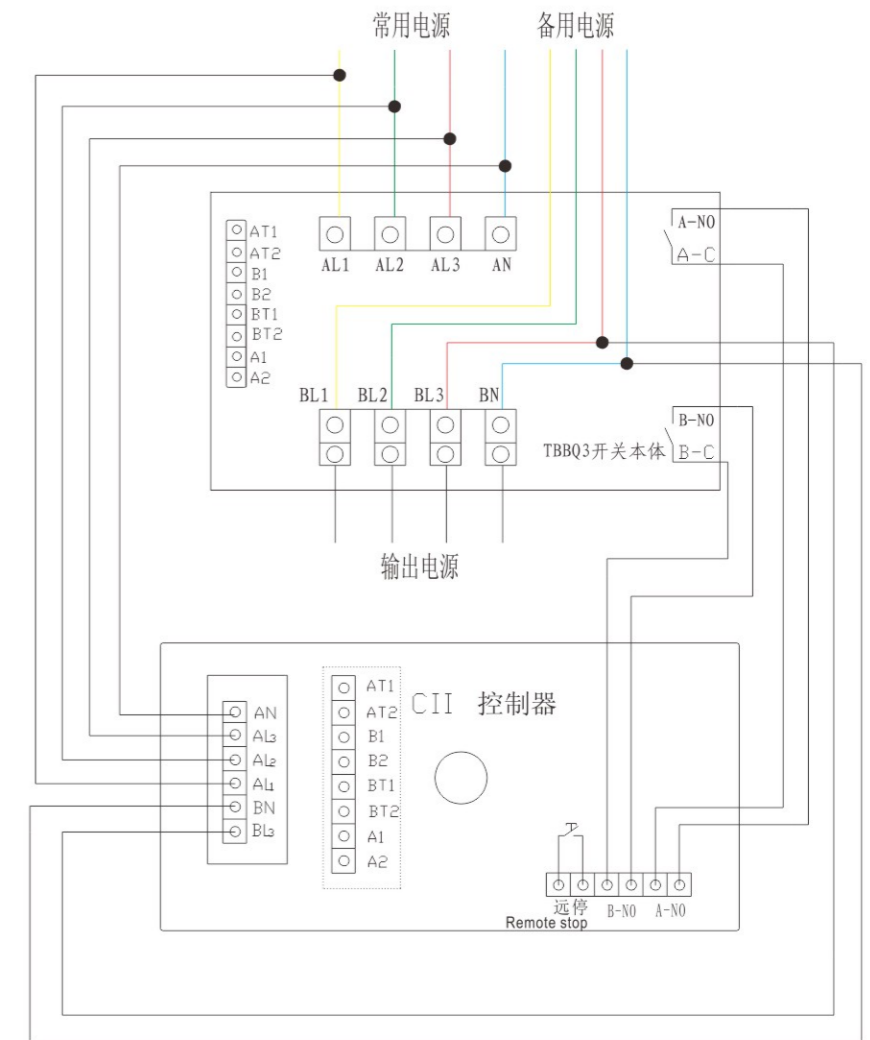 常用电源
备用电源
AT1
AT2
B1
B2
BT1
BT2
A1
A2
AL1 AL2 AL3 AN
A-NO
A-C
BL1 BL2 BL3 BN
B-NO
TBBQ3开关本体 B-C
输出电源
CII 控制器
AN
AL3
AL2
AL1
BN
BL3
AT1
AT2
B1
B2
BT1
BT2
A1
A2
远停 B-NO A-NO
Remote stop